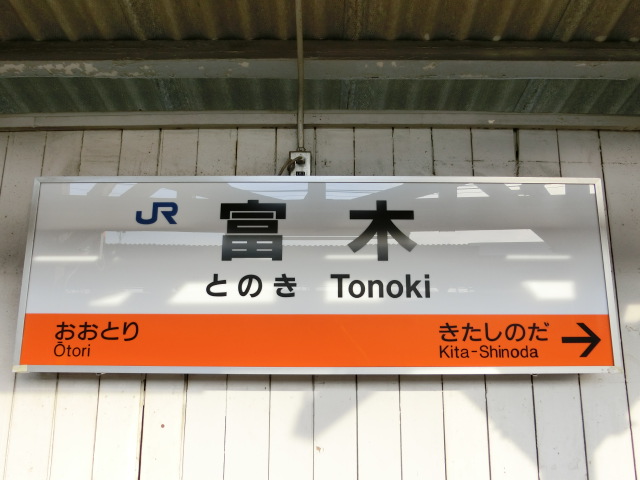 JR 富木
とのき Tonoki
おおとり きたしのだ →
Ōtori Kita-Shinoda